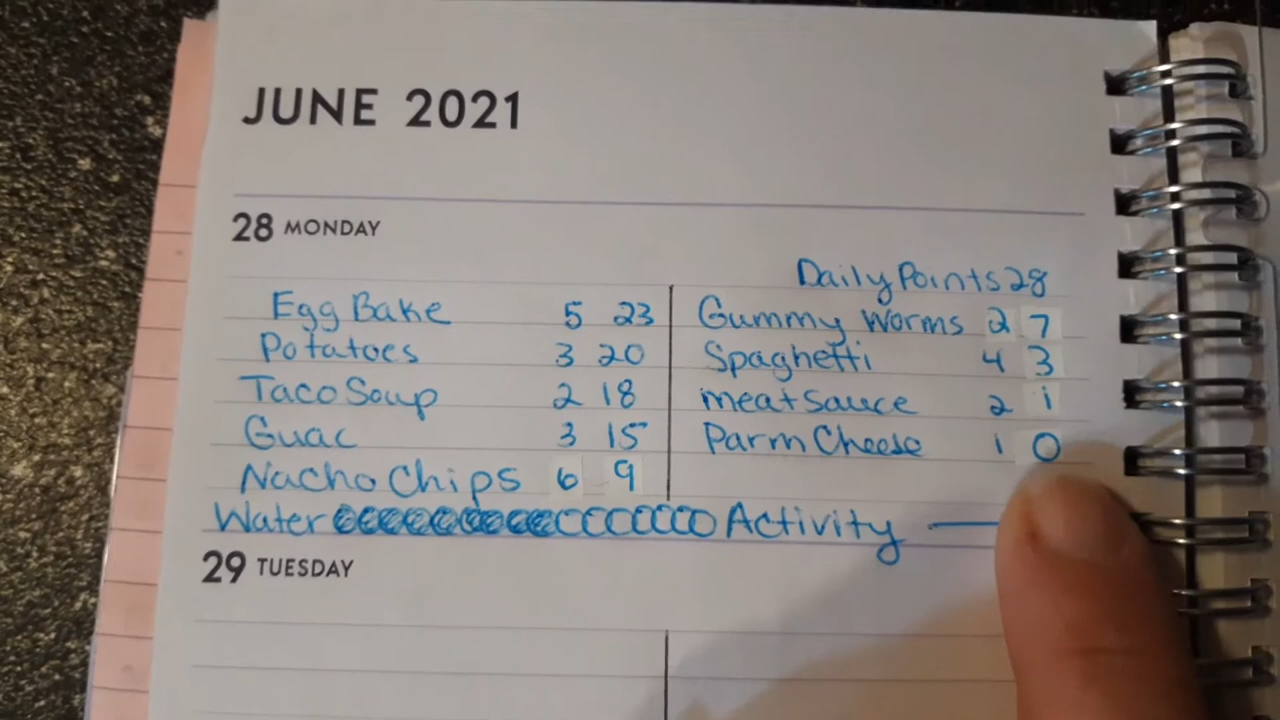 JUNE 2021
28 MONDAY
Daily Points 28
Egg Bake 5 23
Potatoes 3 20
Taco Soup 2 18
Guac 3 15
Nacho Chips 6 9
Gummy Worms 2 7
Spaghetti 4 3
meat sauce 2 1
Parm Cheese 1 0
Water Activity —
29 TUESDAY